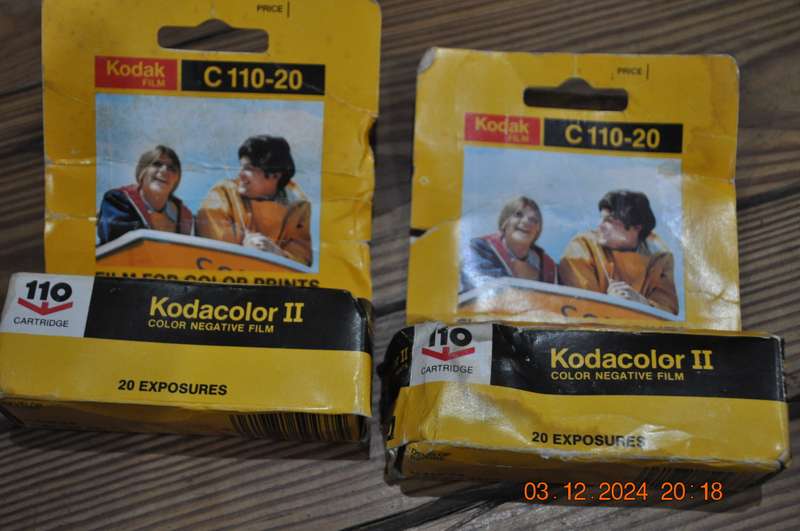 PRICE
Kodak
FILM
C 110-20
FILM FOR COLOR PRINTS
110
CARTRIDGE
Kodacolor II
COLOR NEGATIVE FILM
20 EXPOSURES
PRICE
Kodak
FILM
C 110-20
110
CARTRIDGE
Kodacolor II
COLOR NEGATIVE FILM
20 EXPOSURES
03.12.2024 20:18